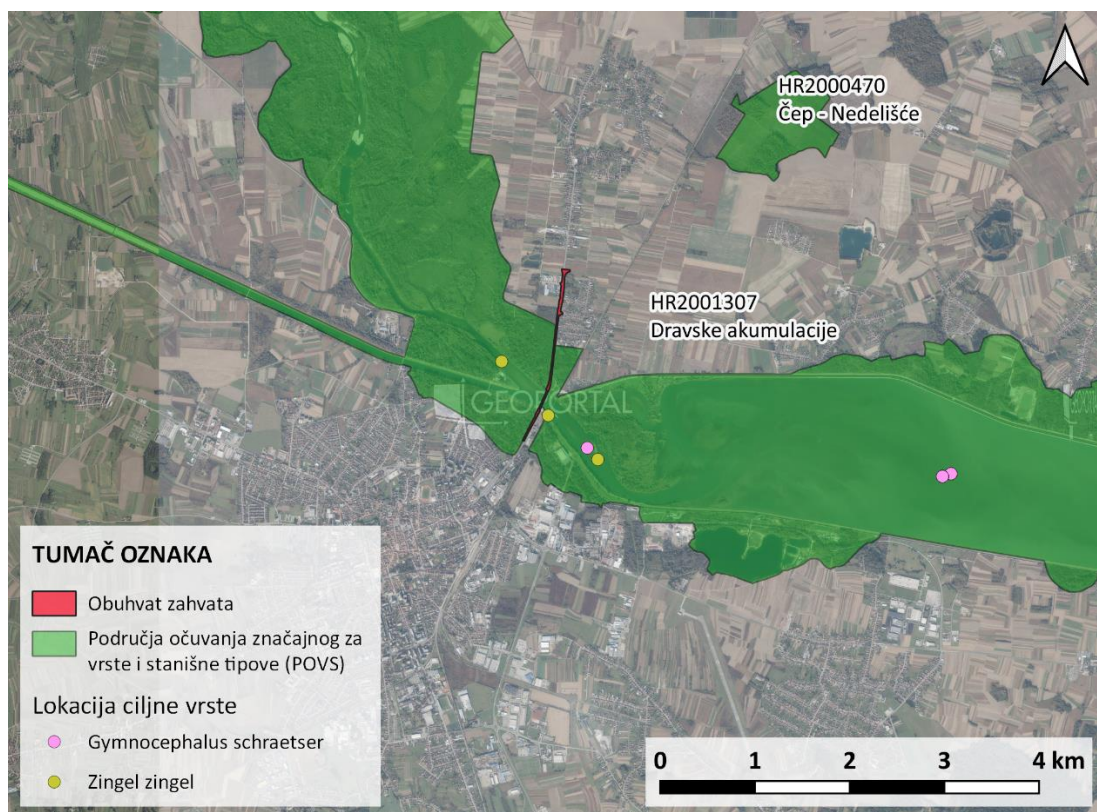 HR2000470
Čep - Nedelišće
HR2001307
Dravske akumulacije
GEOPORTAL
TUMAČ OZNAKA
Obuhvat zahvata
Područja očuvanja značajnog za
vrste i stanišne tipove (POVS)
Lokacija ciljne vrste
Gymnocephalus schraetser
Zingel zingel
0 1 2 3 4 km